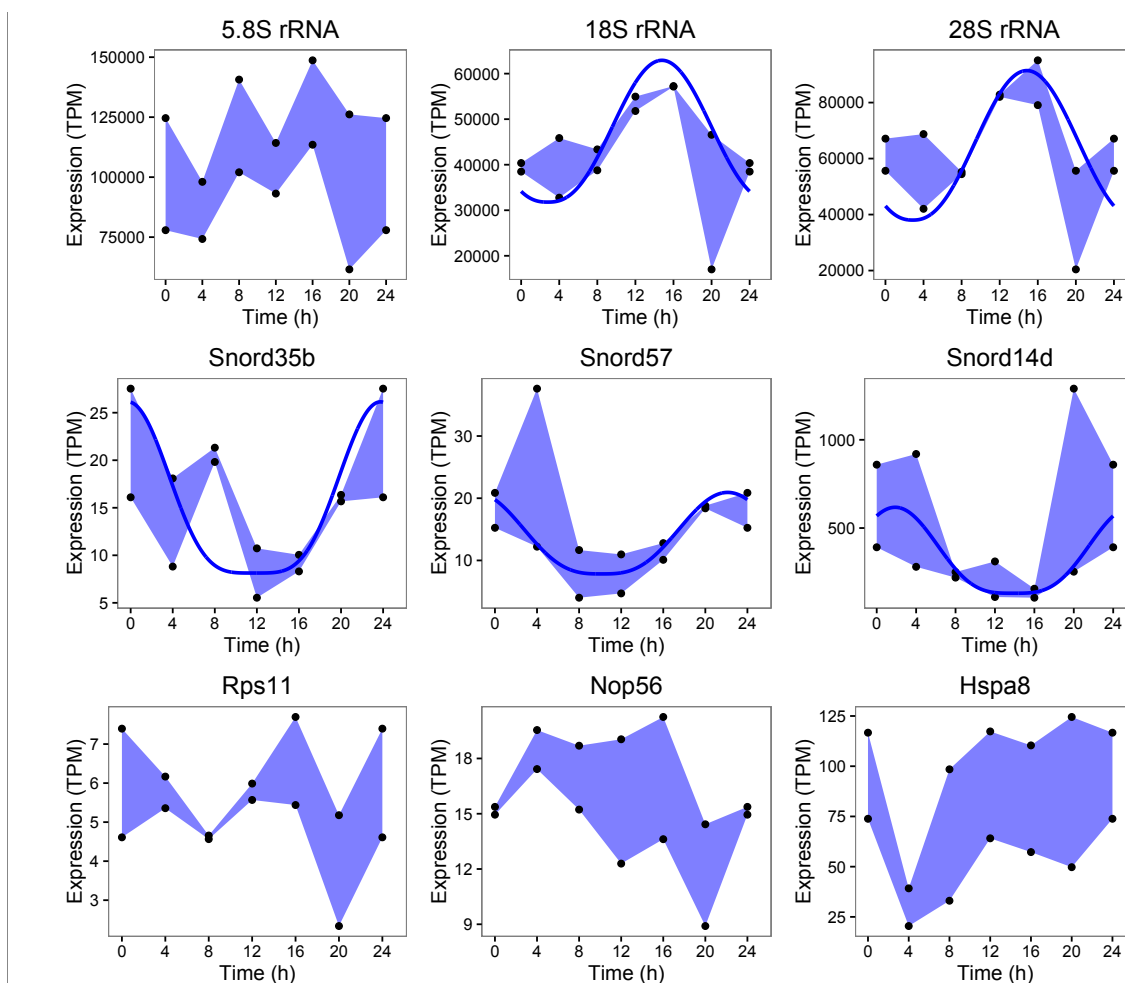 5.8S rRNA 18S rRNA 28S rRNA
Expression (TPM)
150000
125000
100000
75000
0 4 8 12 16 20 24
Time (h)
Expression (TPM)
60000
50000
40000
30000
20000
0 4 8 12 16 20 24
Time (h)
Expression (TPM)
80000
60000
40000
20000
0 4 8 12 16 20 24
Time (h)
Snord35b Snord57 Snord14d
Expression (TPM)
25
20
15
10
5
0 4 8 12 16 20 24
Time (h)
Expression (TPM)
30
20
10
0 4 8 12 16 20 24
Time (h)
Expression (TPM)
1000
500
0 4 8 12 16 20 24
Time (h)
Rps11 Nop56 Hspa8
Expression (TPM)
7
6
5
4
3
0 4 8 12 16 20 24
Time (h)
Expression (TPM)
18
15
12
9
0 4 8 12 16 20 24
Time (h)
Expression (TPM)
125
100
75
50
25
0 4 8 12 16 20 24
Time (h)